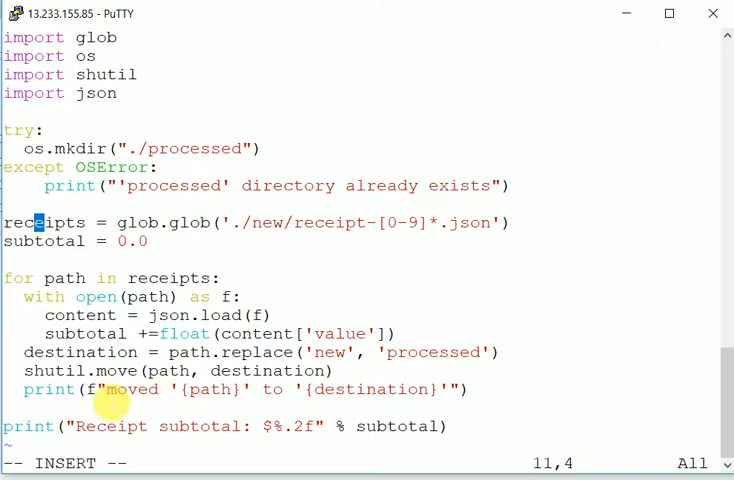 13.233.155.85 - PuTTY
import glob
import os
import shutil
import json
try:
  os.mkdir("./processed")
except OSError:
    print("'processed' directory already exists")
receipts = glob.glob('./new/receipt-[0-9]*.json')
subtotal = 0.0
for path in receipts:
  with open(path) as f:
    content = json.load(f)
    subtotal +=float(content['value'])
  destination = path.replace('new', 'processed')
  shutil.move(path, destination)
  print(f"moved '{path}' to '{destination}'")
print("Receipt subtotal: $%.2f" % subtotal)
~
-- INSERT -- 11,4 All